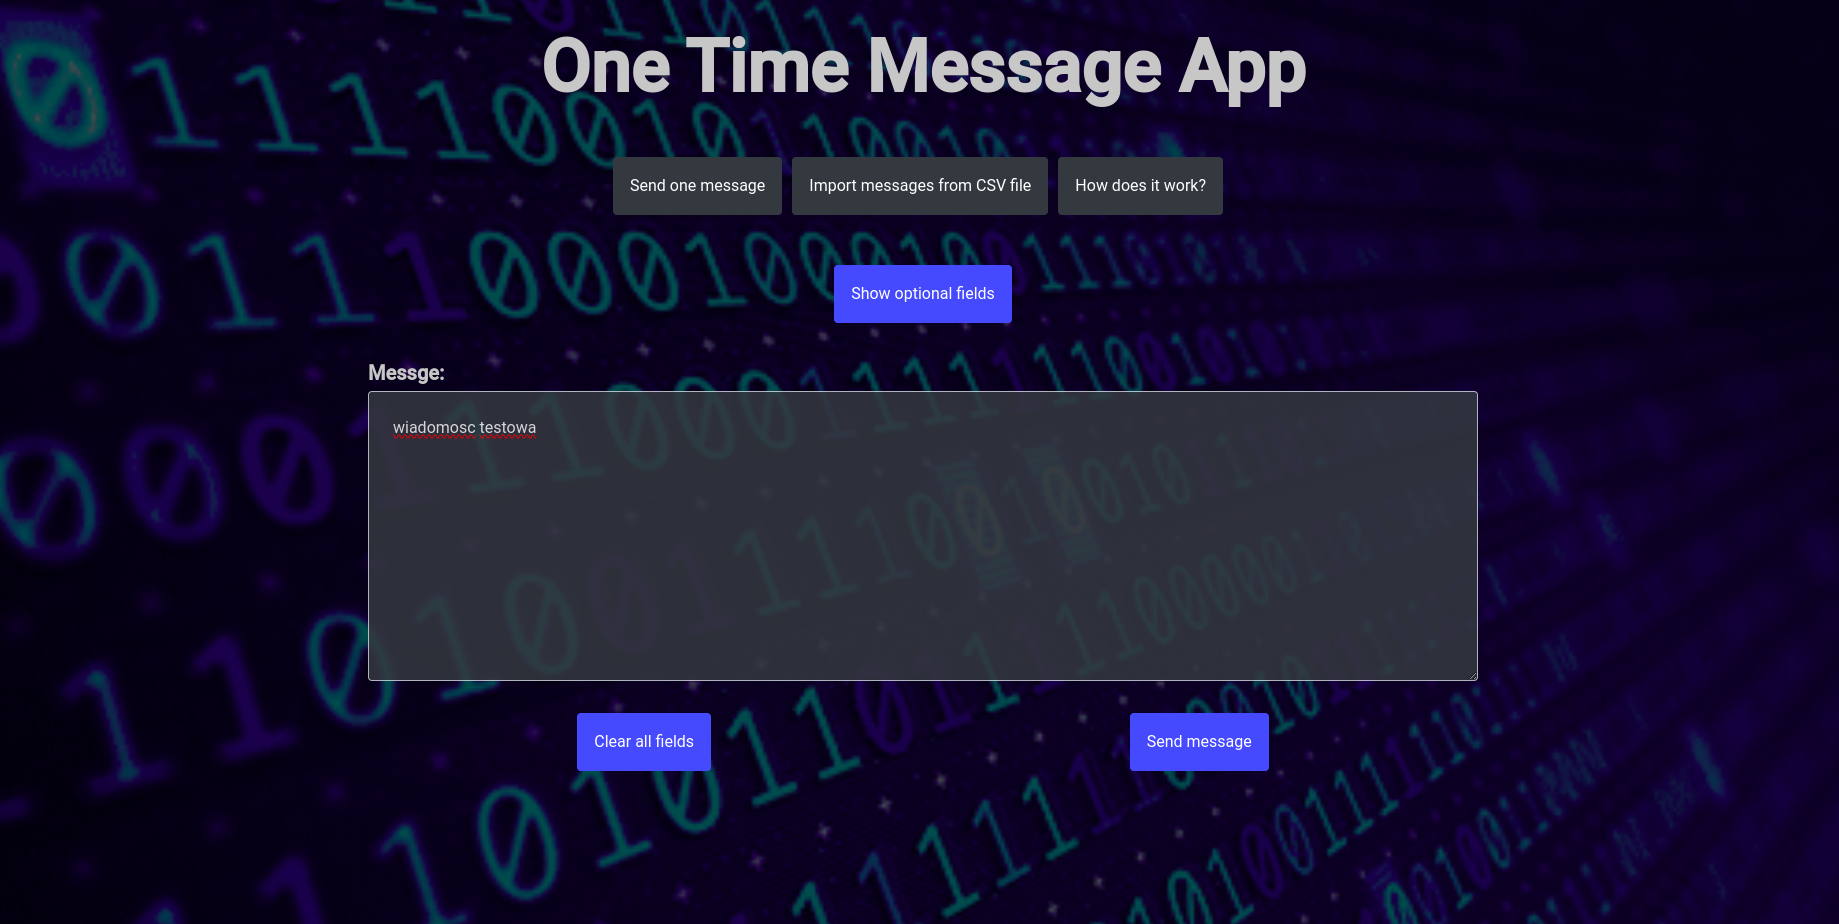 One Time Message App
Send one message
Import messages from CSV file
How does it work?
Show optional fields
Messge:
wiadomosc testowa
Clear all fields
Send message